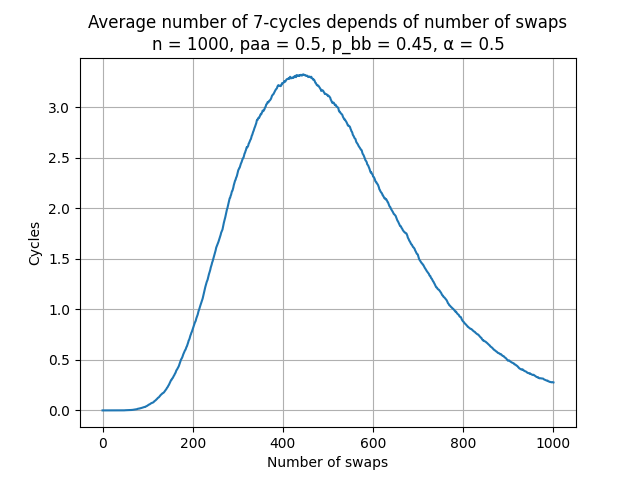 Average number of 7-cycles depends of number of swaps
n = 1000, paa = 0.5, p_bb = 0.45, α = 0.5
3.0
2.5
2.0
1.5
1.0
0.5
0.0
Cycles
0 200 400 600 800 1000
Number of swaps